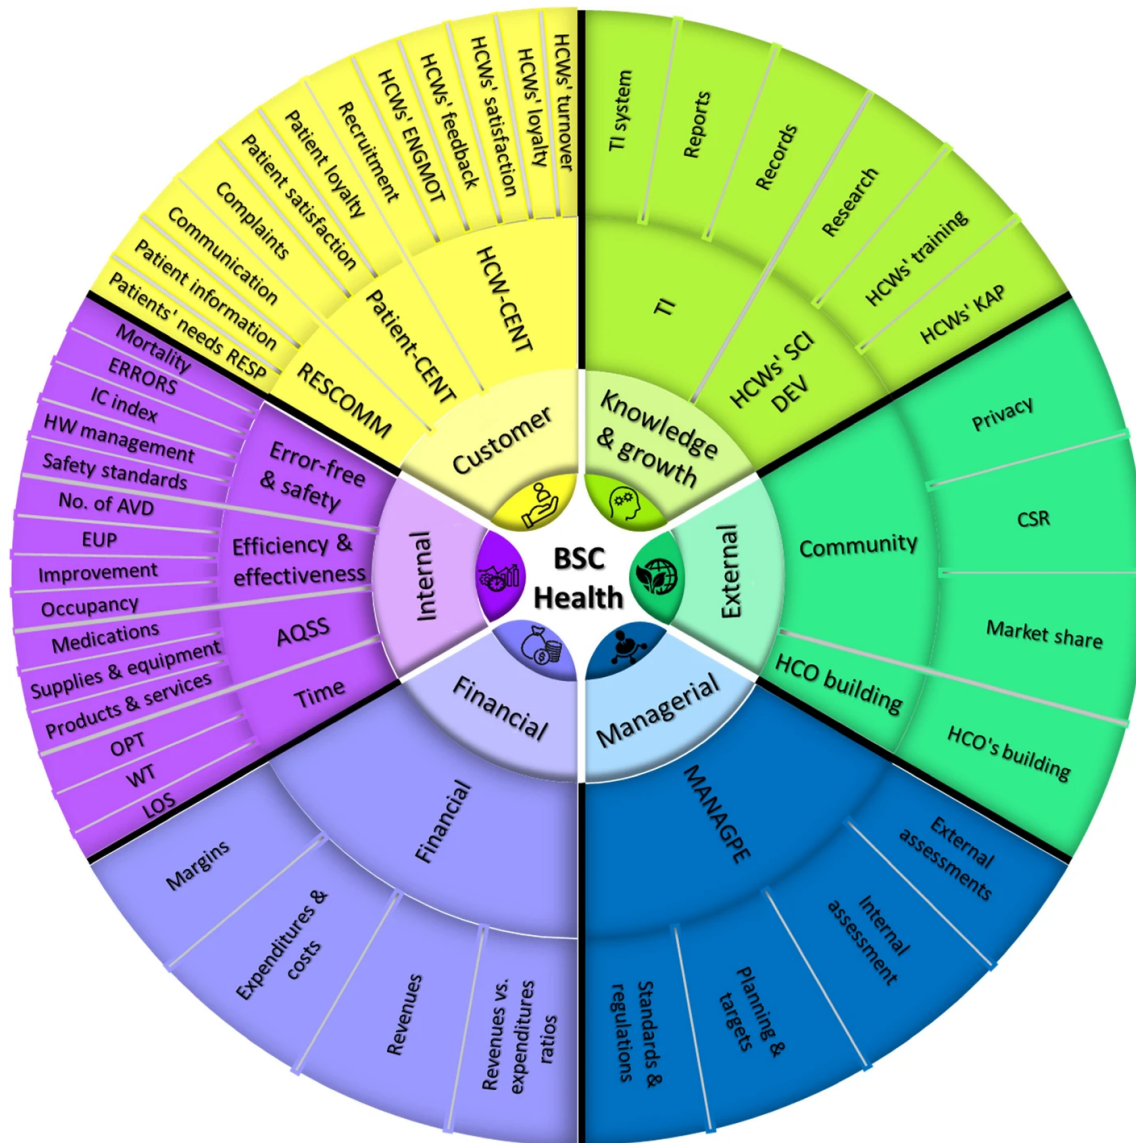 BSC
Health
Customer
HCW-CENT
HCWs' turnover
HCWs' loyalty
HCWs' satisfaction
HCWs' feedback
HCWs' ENGMOT
Recruitment
Patient-CENT
Patient loyalty
Patient satisfaction
Complaints
RESCOMM
Communication
Patient information
Patients' needs RESP
Knowledge
& growth
TI
TI system
Reports
Records
HCWs' SCI
DEV
Research
HCWs' training
HCWs' KAP
External
Community
Privacy
CSR
Market share
HCO building
HCO's building
Managerial
MANAGPE
External
assessments
Internal
assessment
Planning &
targets
Standards &
regulations
Financial
Financial
Revenues vs.
expenditures
ratios
Revenues
Expenditures &
costs
Margins
Internal
Error-free
& safety
Mortality
ERRORS
IC index
HW management
Safety standards
Efficiency &
effectiveness
No. of AVD
EUP
Improvement
Occupancy
AQSS
Medications
Supplies & equipment
Products & services
Time
OPT
WT
LOS